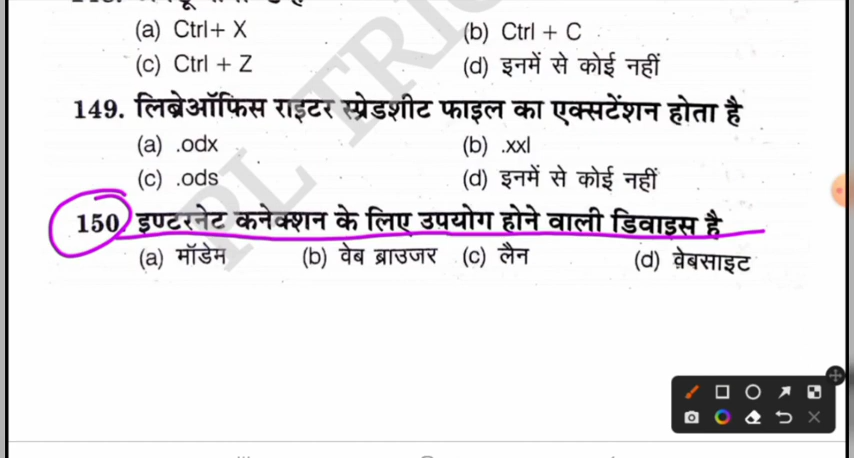 (a) Ctrl+ X (b) Ctrl + C
(c) Ctrl + Z (d) इनमें से कोई नहीं
149. लिब्रेऑफिस राइटर स्प्रेडशीट फाइल का एक्सटेंशन होता है
(a) .odx (b) .xxl
(c) .ods (d) इनमें से कोई नहीं
150. इण्टरनेट कनेक्शन के लिए उपयोग होने वाली डिवाइस है
(a) मॉडेम (b) वेब ब्राउजर (c) लैन (d) वेबसाइट